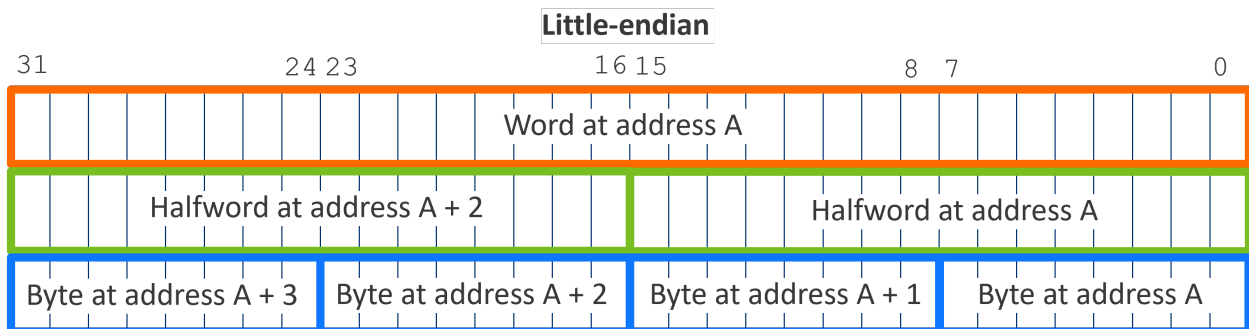 Little-endian
31 24 23 16 15 8 7 0
Word at address A
Halfword at address A + 2 Halfword at address A
Byte at address A + 3 Byte at address A + 2 Byte at address A + 1 Byte at address A